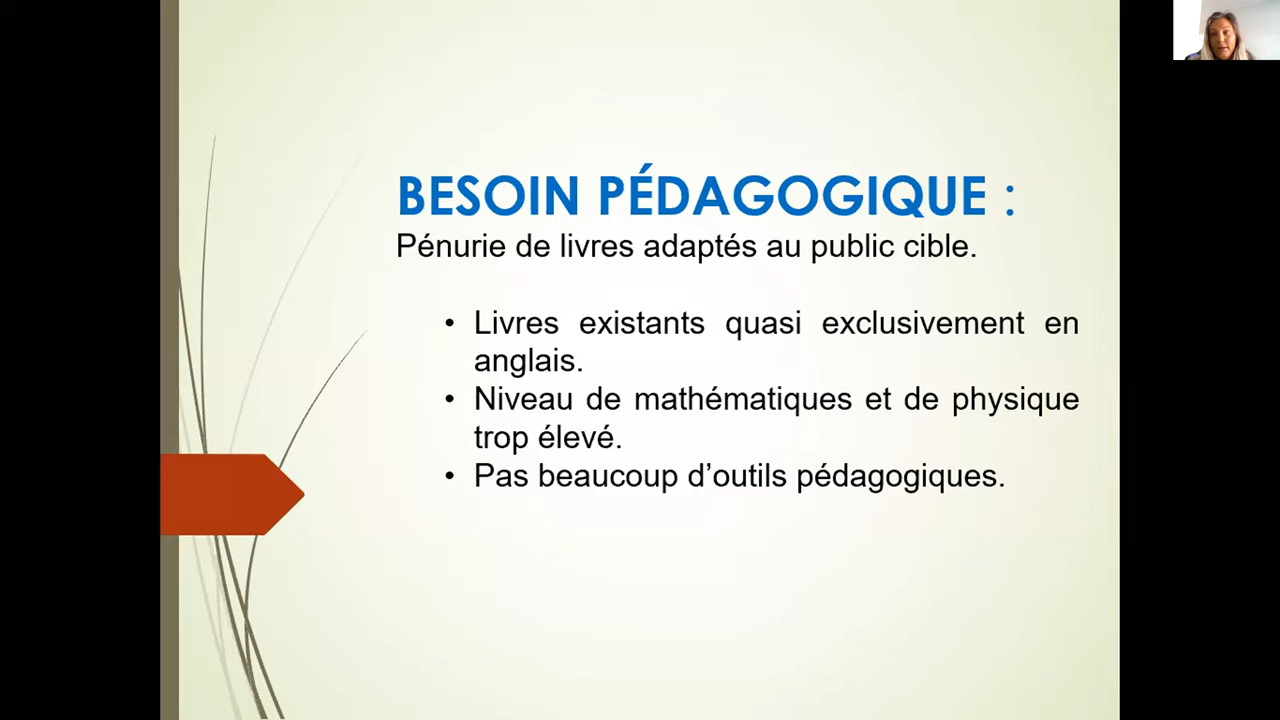 BESOIN PÉDAGOGIQUE :
Pénurie de livres adaptés au public cible.
• Livres existants quasi exclusivement en
anglais.
• Niveau de mathématiques et de physique
trop élevé.
• Pas beaucoup d’outils pédagogiques.